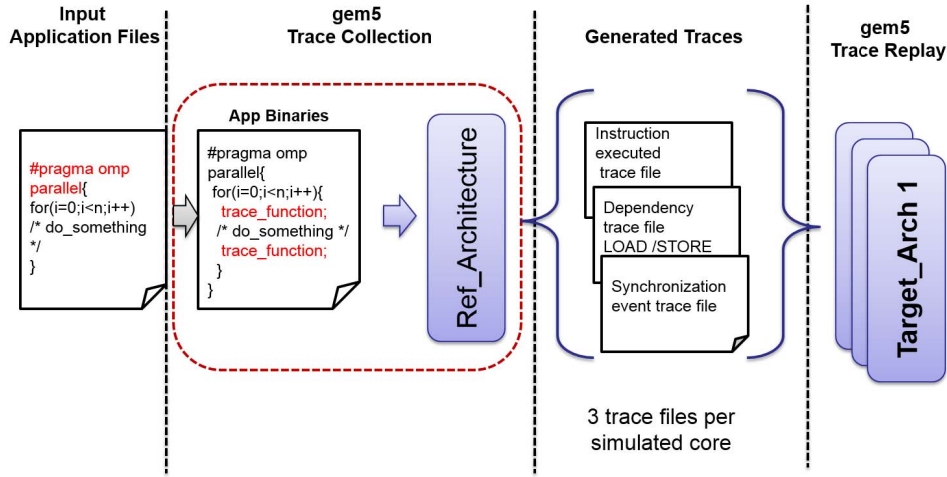 Input
Application Files
gem5
Trace Collection
Generated Traces
gem5
Trace Replay
#pragma omp
parallel{
for(i=0;i<n;i++)
/* do_something
*/
}
App Binaries
#pragma omp
parallel{
for(i=0;i<n;i++){
trace_function;
/* do_something */
trace_function;
}
}
Ref_Architecture
Instruction
executed
trace file
Dependency
trace file
LOAD /STORE
Synchronization
event trace file
3 trace files per
simulated core
Target_Arch 1